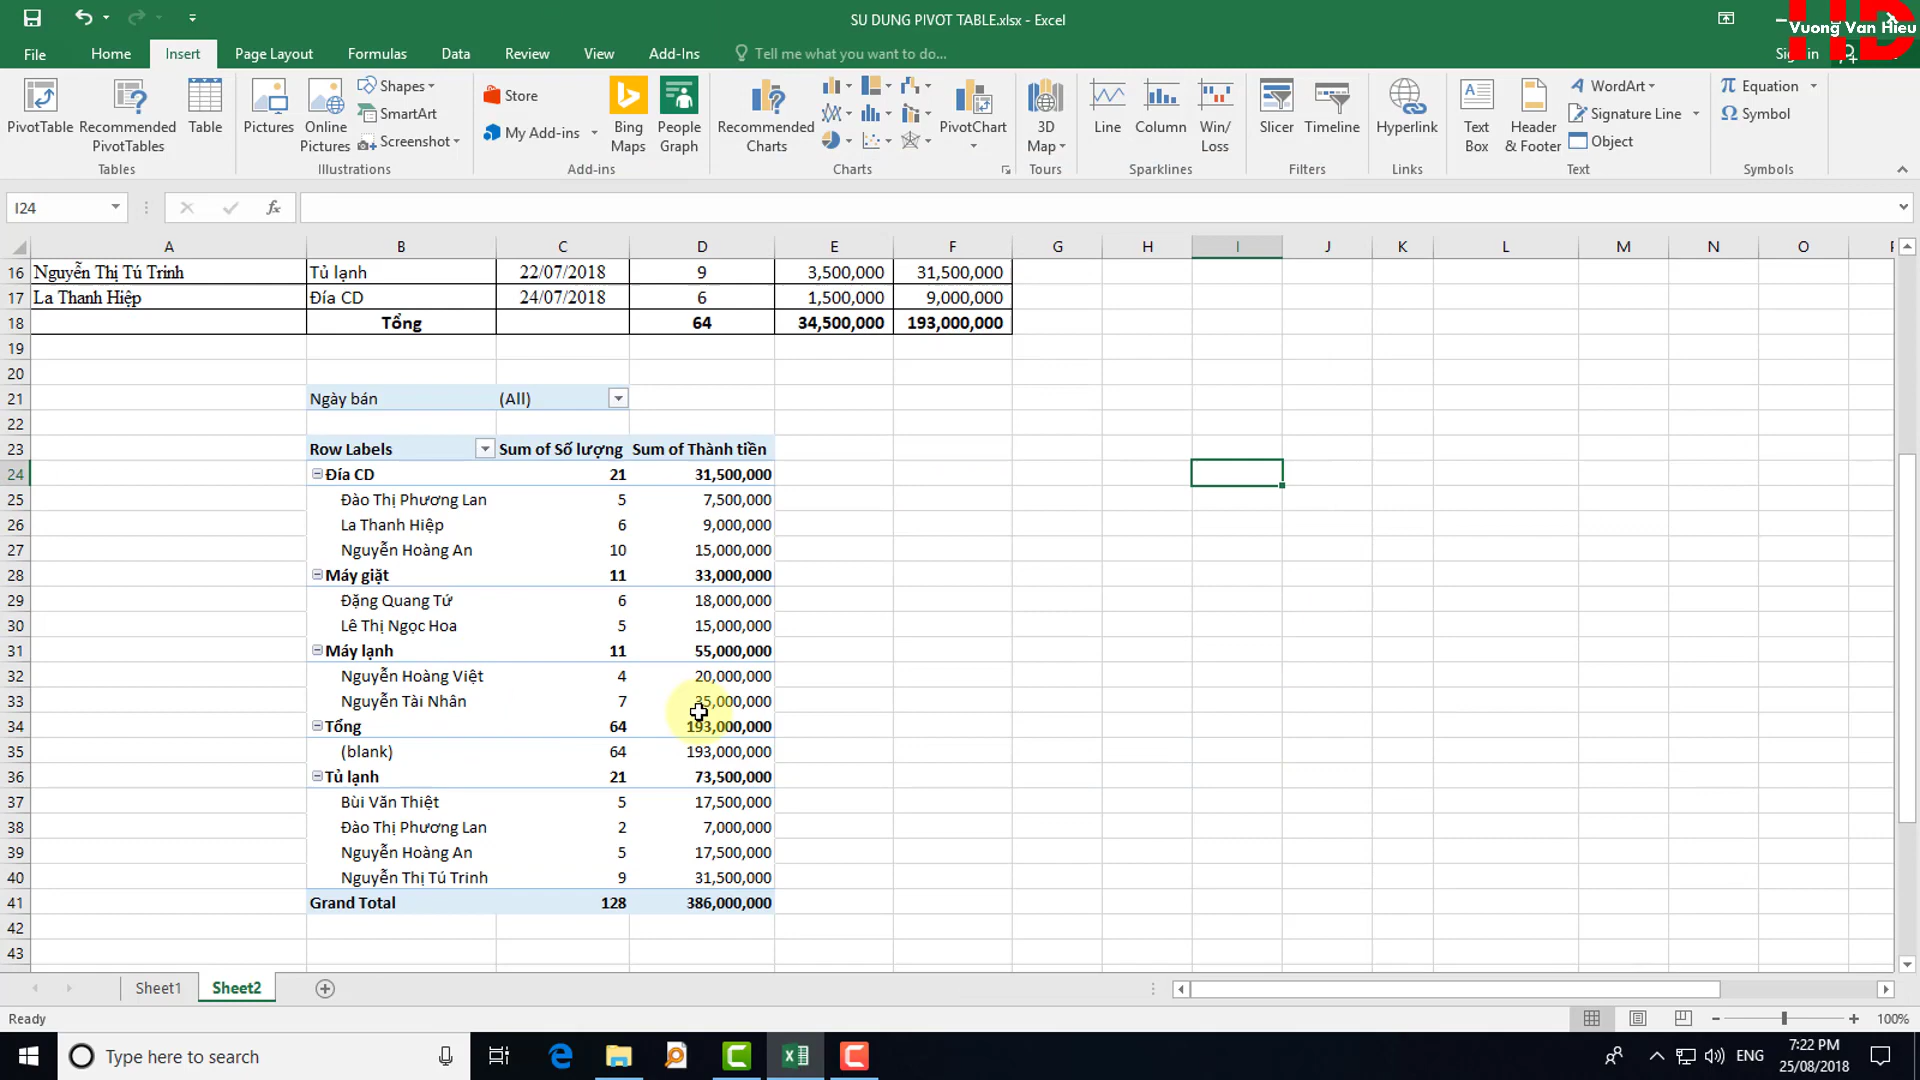 SU DUNG PIVOT TABLE.xlsx - Excel
HD
Vuong Van Hieu
File Home Insert Page Layout Formulas Data Review View Add-Ins Tell me what you want to do... Sign in
PivotTable
Recommended
PivotTables
Table
Tables
Pictures
Online
Pictures
Shapes
SmartArt
Screenshot
Illustrations
Store
My Add-ins
Bing
Maps
People
Graph
Add-ins
Recommended
Charts
PivotChart
Charts
3D
Map
Tours
Line
Column
Win/
Loss
Sparklines
Slicer
Timeline
Filters
Hyperlink
Links
Text
Box
Header
& Footer
WordArt
Signature Line
Object
Text
Equation
Symbol
Symbols
I24 fx
A B C D E F G H I J K L M N O
16 Nguyễn Thị Tú Trinh Tủ lạnh 22/07/2018 9 3,500,000 31,500,000
17 La Thanh Hiệp Đía CD 24/07/2018 6 1,500,000 9,000,000
18 Tổng 64 34,500,000 193,000,000
19
20
21 Ngày bán (All)
22
23 Row Labels Sum of Số lượng Sum of Thành tiền
24 Đía CD 21 31,500,000
25 Đào Thị Phương Lan 5 7,500,000
26 La Thanh Hiệp 6 9,000,000
27 Nguyễn Hoàng An 10 15,000,000
28 Máy giặt 11 33,000,000
29 Đặng Quang Tứ 6 18,000,000
30 Lê Thị Ngọc Hoa 5 15,000,000
31 Máy lạnh 11 55,000,000
32 Nguyễn Hoàng Việt 4 20,000,000
33 Nguyễn Tài Nhân 7 35,000,000
34 Tổng 64 193,000,000
35 (blank) 64 193,000,000
36 Tủ lạnh 21 73,500,000
37 Bùi Văn Thiệt 5 17,500,000
38 Đào Thị Phương Lan 2 7,000,000
39 Nguyễn Hoàng An 5 17,500,000
40 Nguyễn Thị Tú Trinh 9 31,500,000
41 Grand Total 128 386,000,000
42
43
Sheet1 Sheet2
Ready 100%
Type here to search
ENG
7:22 PM
25/08/2018